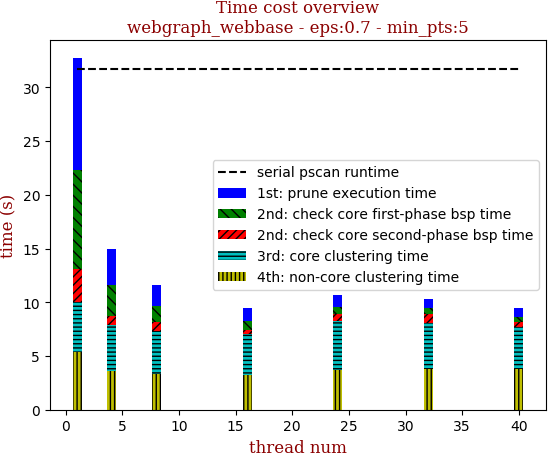 Time cost overview
webgraph_webbase - eps:0.7 - min_pts:5
time (s)
30
25
20
15
10
5
0
serial pscan runtime
1st: prune execution time
2nd: check core first-phase bsp time
2nd: check core second-phase bsp time
3rd: core clustering time
4th: non-core clustering time
0 5 10 15 20 25 30 35 40
thread num